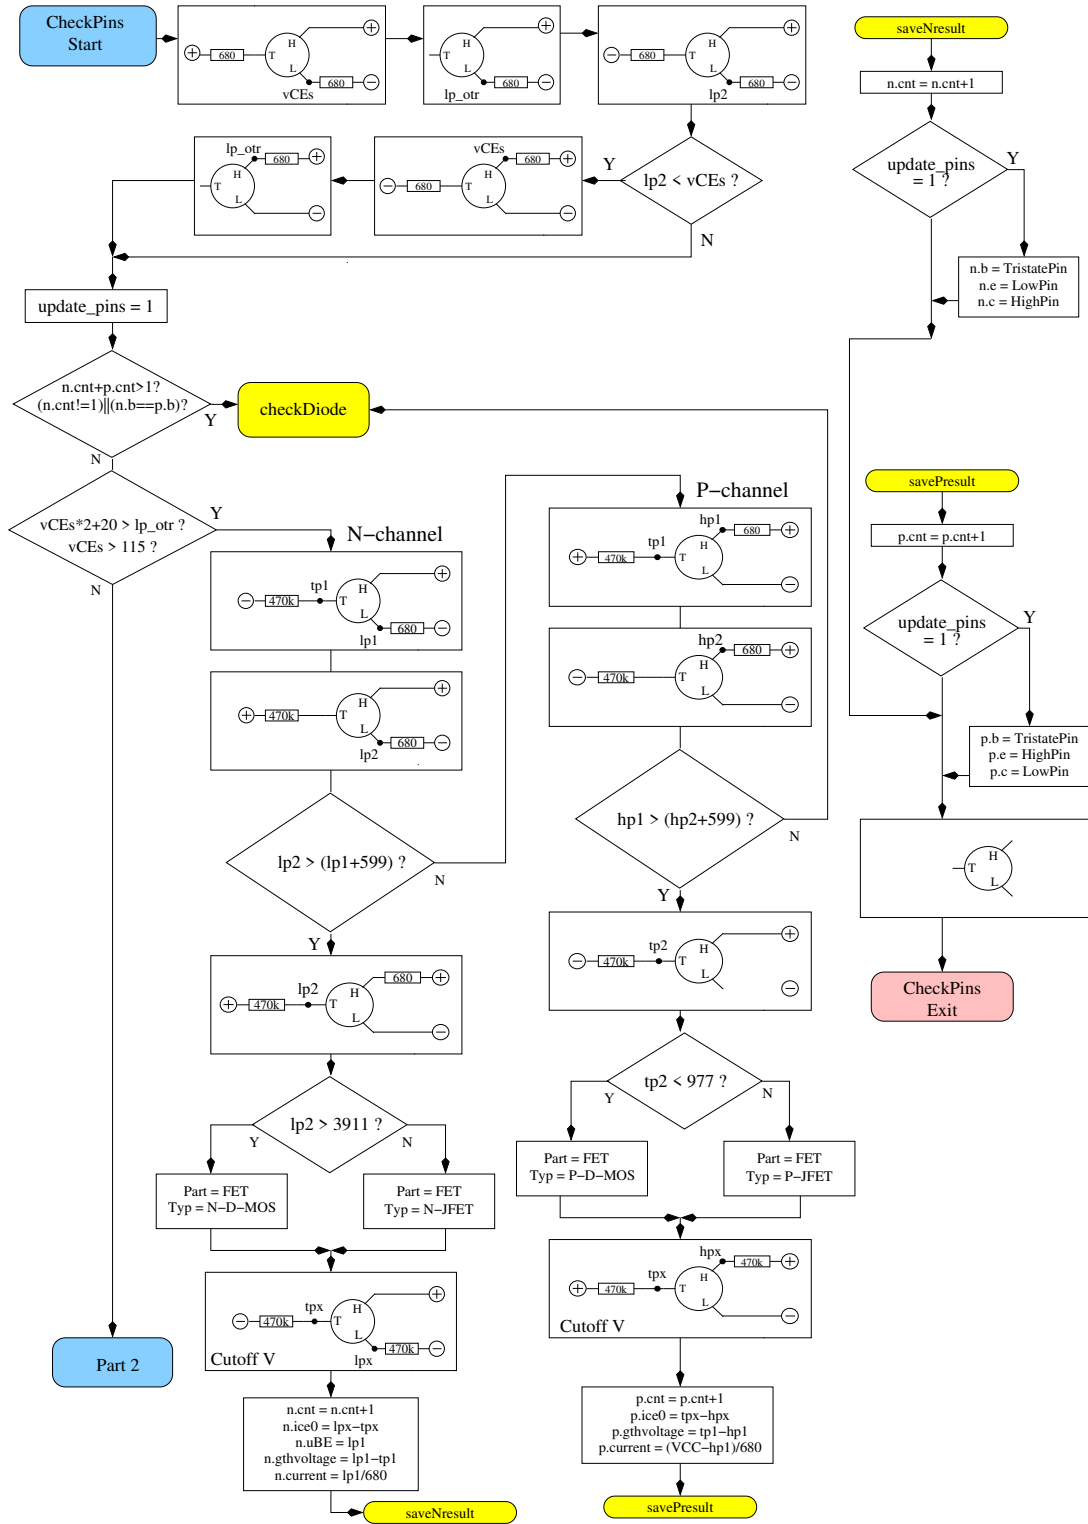 CheckPins
Start
+
680
T
H
L
+
680
−
vCEs
T
H
L
+
680
−
lp_otr
−
680
T
H
L
+
680
−
lp2
lp2 < vCEs ?
Y
N
vCEs
−
680
T
H
L
680
+
−
lp_otr
T
H
L
680
+
−
update_pins = 1
n.cnt+p.cnt>1?
(n.cnt!=1)||(n.b==p.b)?
Y
N
checkDiode
vCEs*2+20 > lp_otr ?
vCEs > 115 ?
Y
N
Part 2
N−channel
−
470k
tp1
T
H
L
+
680
−
lp1
+
470k
T
H
L
+
680
−
lp2
lp2 > (lp1+599) ?
N
Y
+
470k
lp2
T
H
L
680
+
−
lp2 > 3911 ?
Y
N
Part = FET
Typ = N−D−MOS
Part = FET
Typ = N−JFET
−
470k
tpx
T
H
L
+
470k
−
lpx
Cutoff V
n.cnt = n.cnt+1
n.ice0 = lpx−tpx
n.uBE = lp1
n.gthvoltage = lp1−tp1
n.current = lp1/680
saveNresult
P−channel
hp1
+
470k
tp1
T
H
L
680
+
−
hp2
−
470k
T
H
L
680
+
−
hp1 > (hp2+599) ?
N
Y
−
470k
tp2
T
H
L
+
−
tp2 < 977 ?
Y
N
Part = FET
Typ = P−D−MOS
Part = FET
Typ = P−JFET
hpx
+
470k
tpx
T
H
L
470k
+
−
Cutoff V
p.cnt = p.cnt+1
p.ice0 = tpx−hpx
p.gthvoltage = tp1−hp1
p.current = (VCC−hp1)/680
savePresult
saveNresult
n.cnt = n.cnt+1
update_pins
= 1 ?
Y
n.b = TristatePin
n.e = LowPin
n.c = HighPin
savePresult
p.cnt = p.cnt+1
update_pins
= 1 ?
Y
p.b = TristatePin
p.e = HighPin
p.c = LowPin
T
H
L
CheckPins
Exit